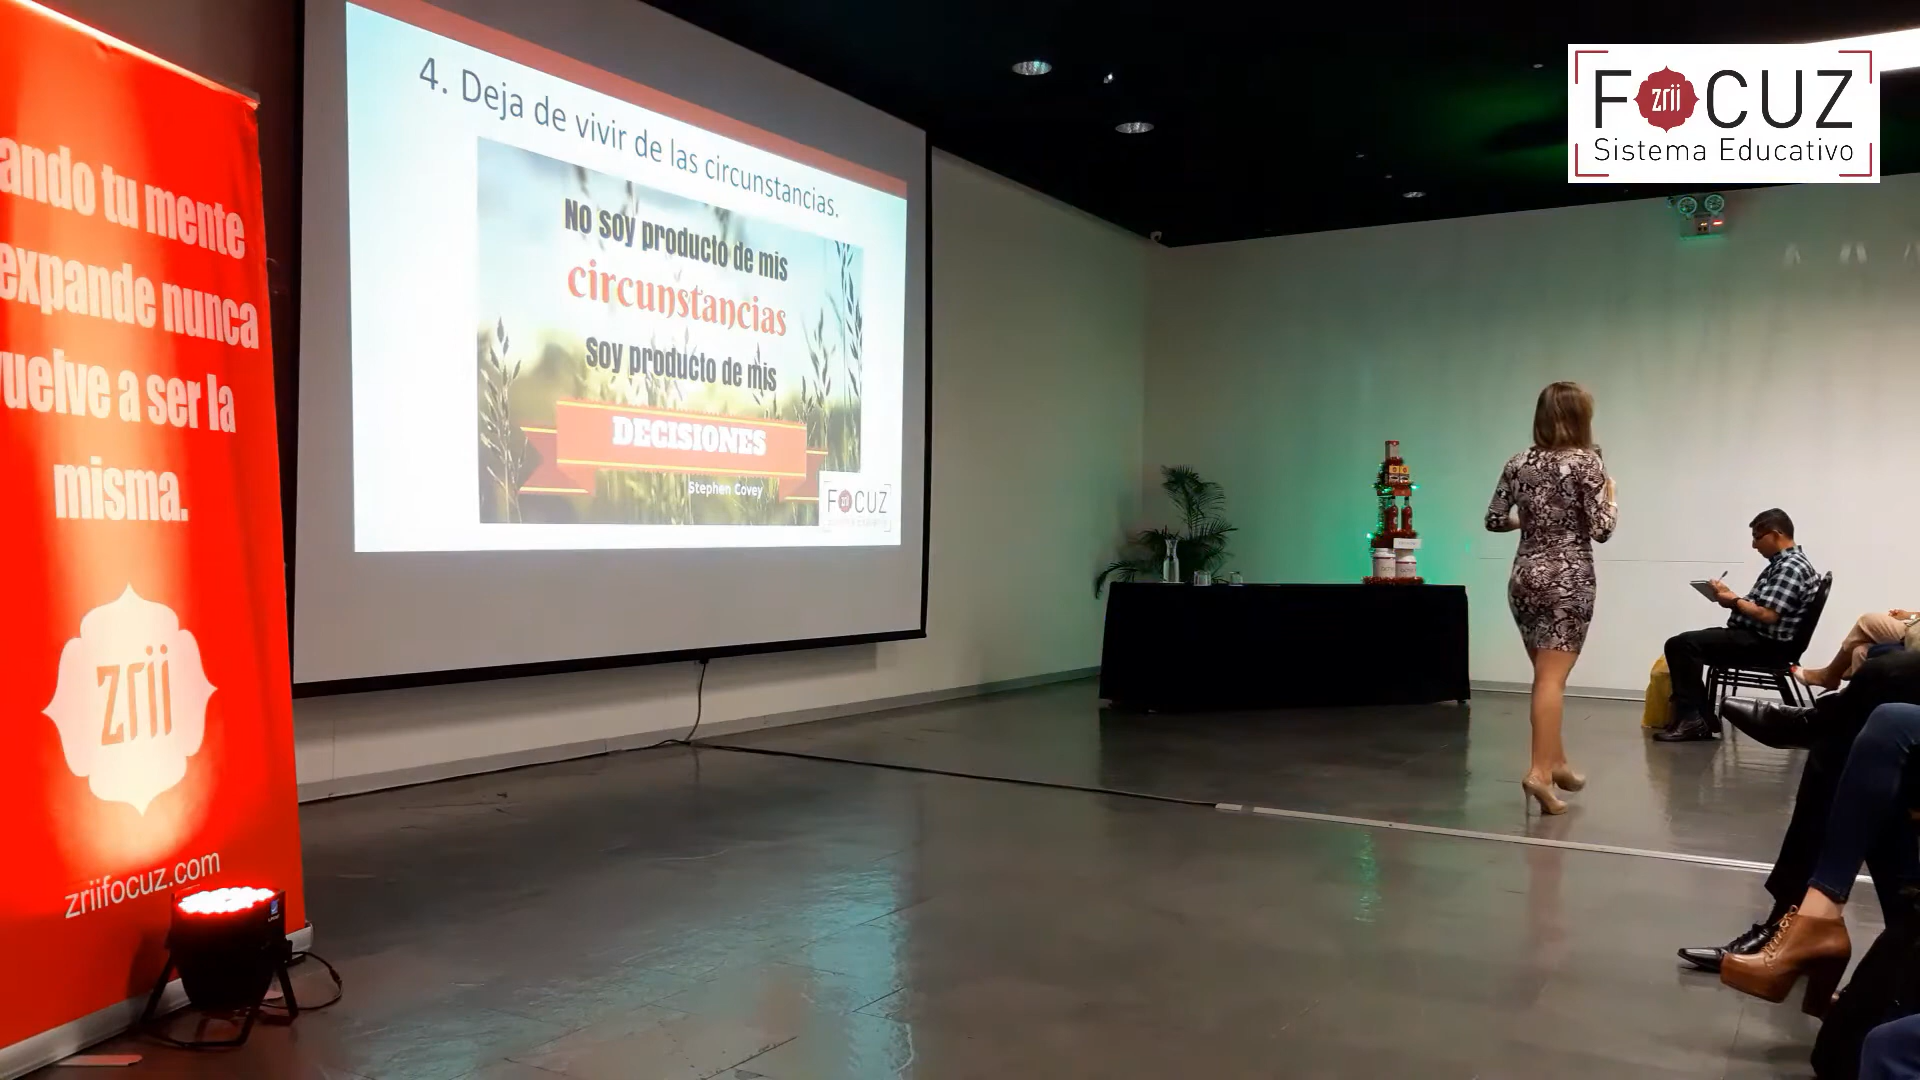 4. Deja de vivir de las circunstancias.
No soy producto de mis
circunstancias
soy producto de mis
DECISIONES
Stephen Covey
FOCUZ
zrii
FOCUZ
zrii
Sistema Educativo
ando tu mente
expande nunca
vuelve a ser la
misma.
zrii
zriifocuz.com